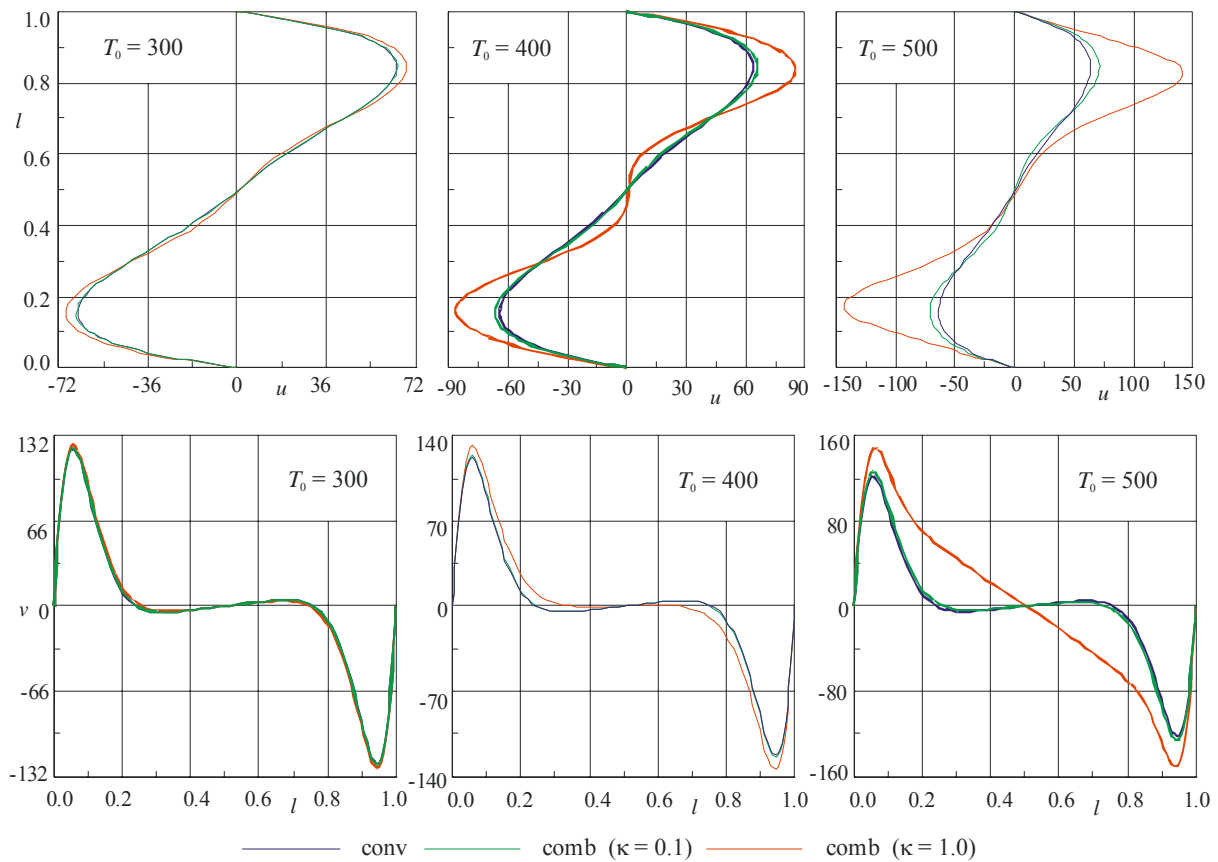 1.0
0.8
l
0.6
0.4
0.2
0.0
T₀ = 300
-72 -36 0 u 36 72
T₀ = 400
-90 -60 -30 0 30 u 60 90
T₀ = 500
-150 -100 -50 0 50 u 100 150
132
66
v 0
-66
-132
T₀ = 300
0.0 0.2 0.4 l 0.6 0.8 1.0
140
70
0
-70
-140
T₀ = 400
0.0 0.2 0.4 l 0.6 0.8 1.0
160
80
0
-80
-160
T₀ = 500
0.0 0.2 0.4 l 0.6 0.8 1.0
conv comb (κ = 0.1) comb (κ = 1.0)